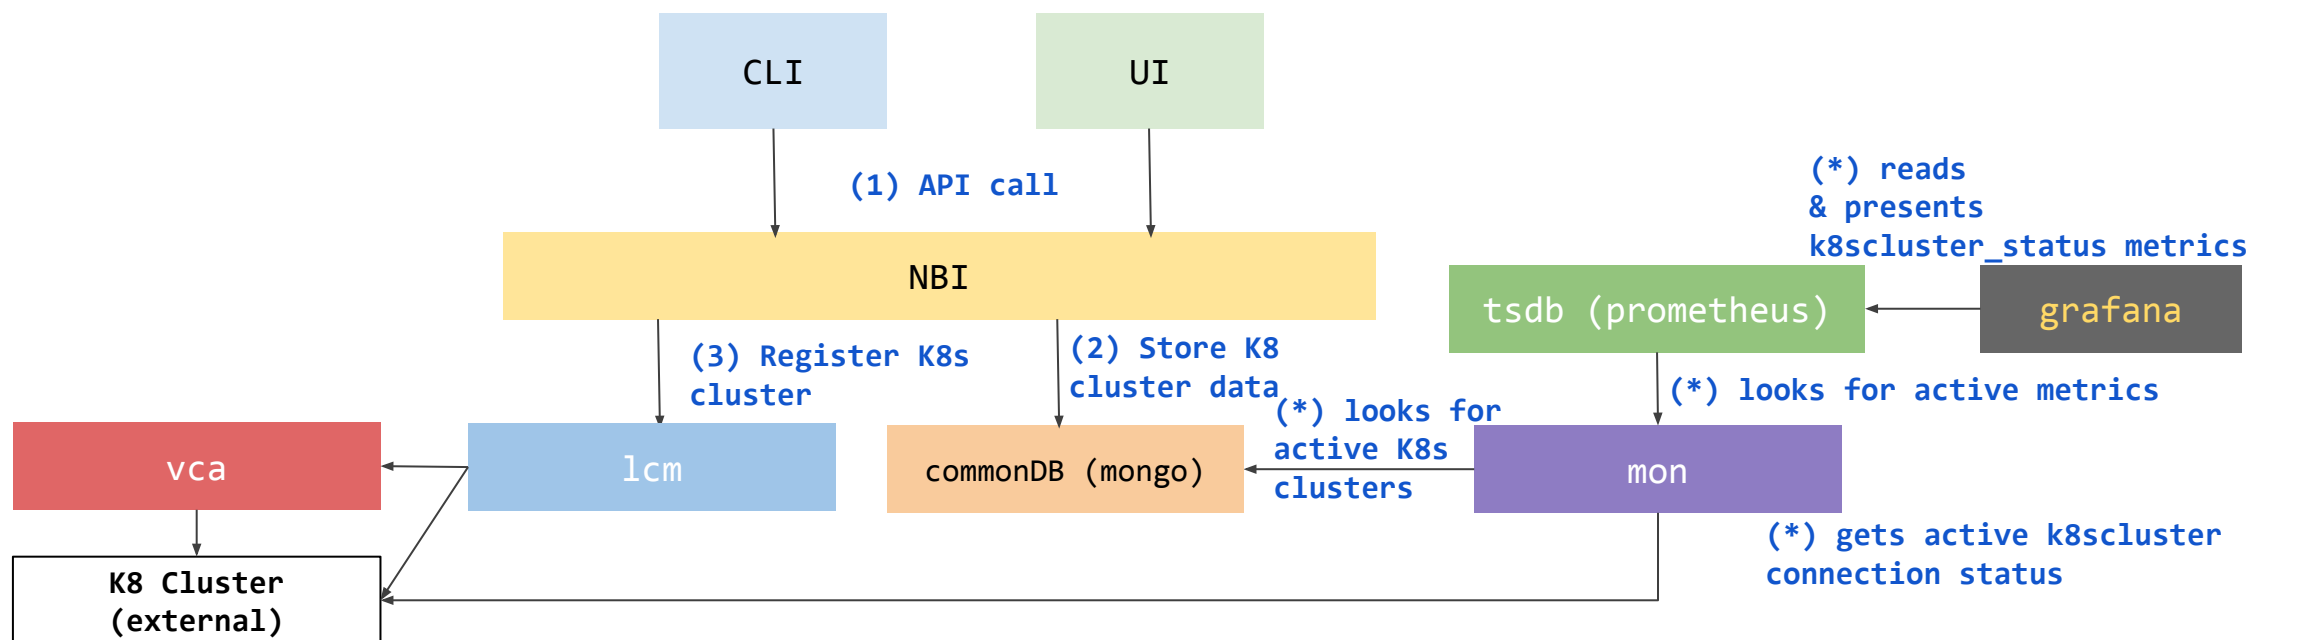 CLI
UI
(1) API call
(*) reads
& presents
k8scluster_status metrics
NBI
tsdb (prometheus)
grafana
(3) Register K8s
cluster
(2) Store K8
cluster data
(*) looks for active metrics
(*) looks for
active K8s
clusters
vca
lcm
commonDB (mongo)
mon
(*) gets active k8scluster
connection status
K8 Cluster
(external)